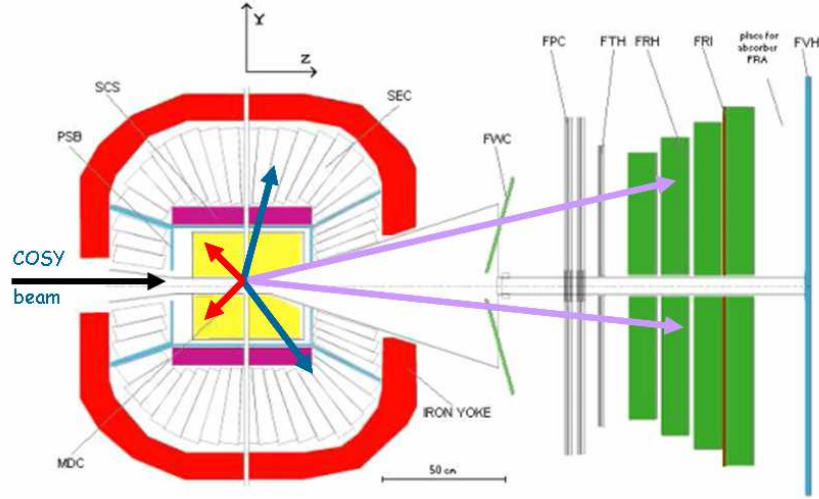 Y
Z
SCS
PSB
SEC
FWC
FPC
FTH
FRH
FRI
place for
absorber
FRA
FVH
COSY
beam
MDC
IRON YOKE
50 cm